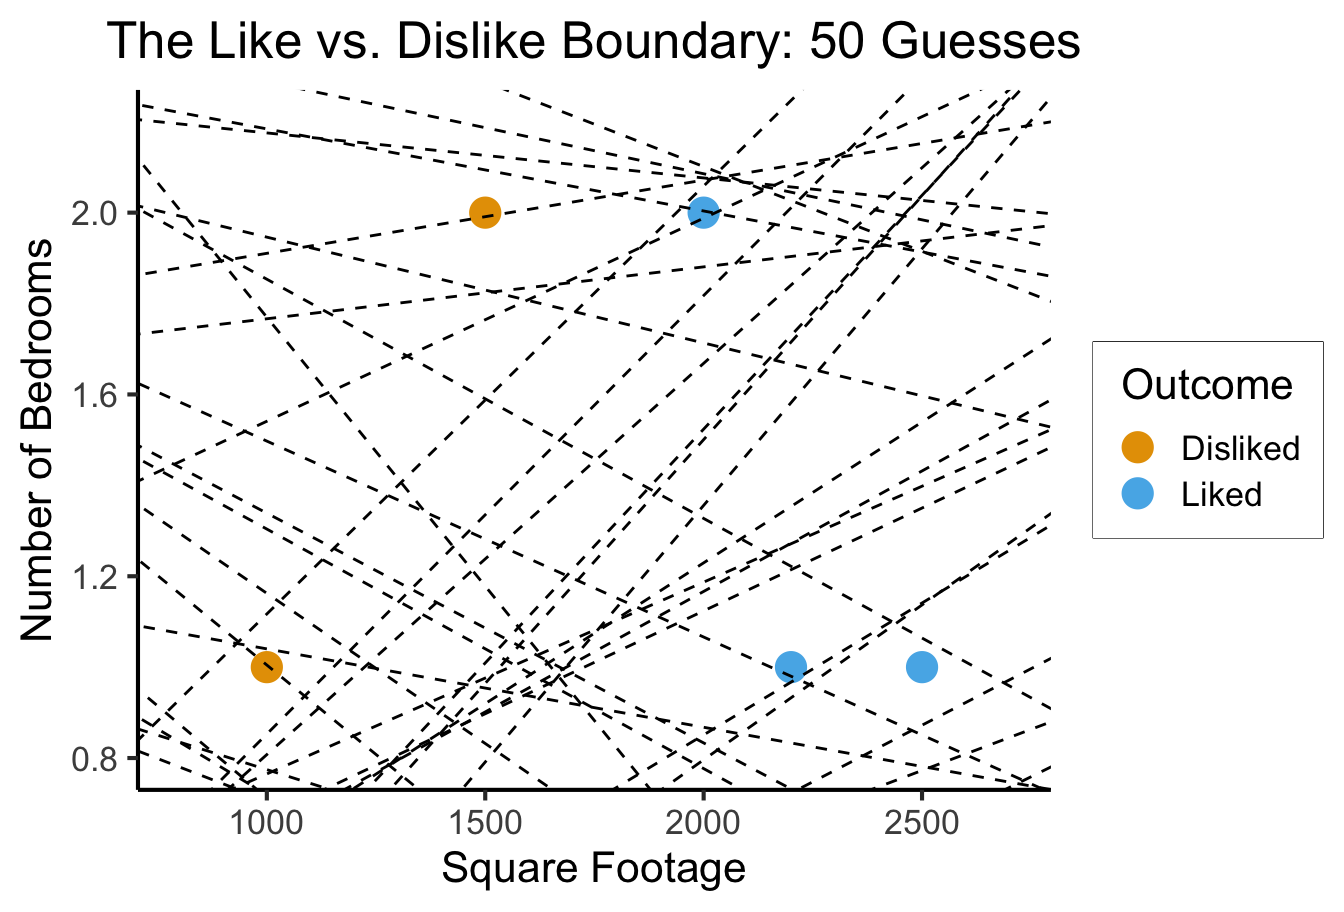 The Like vs. Dislike Boundary: 50 Guesses
Number of Bedrooms
2.0
1.6
1.2
0.8
1000 1500 2000 2500
Square Footage
Outcome
Disliked
Liked